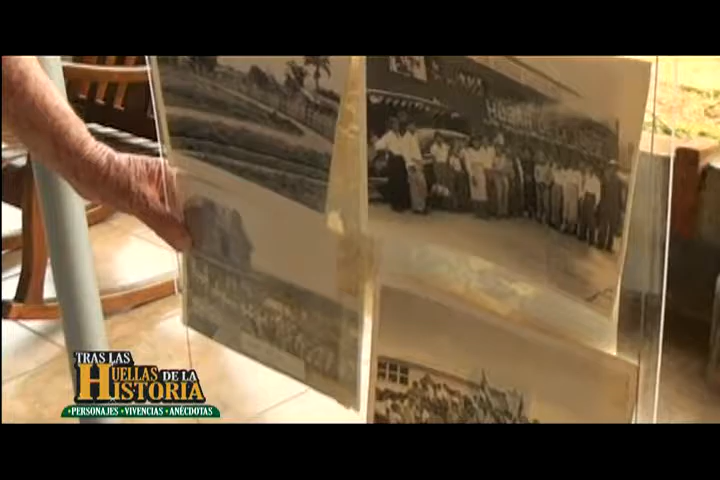 TRAS LAS
HUELLAS DE LA
HISTORIA
•PERSONAJES •VIVENCIAS •ANÉCDOTAS